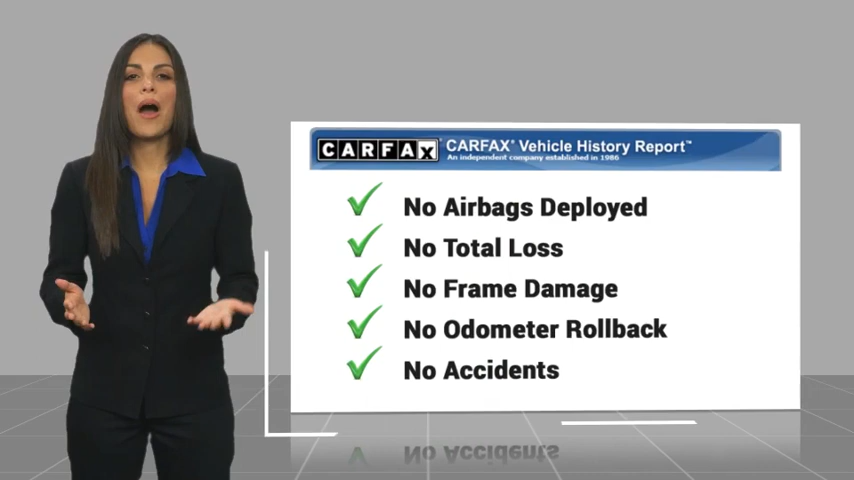 CARFAX
CARFAX® Vehicle History Report™
An independent company established in 1986
No Airbags Deployed
No Total Loss
No Frame Damage
No Odometer Rollback
No Accidents
No Accidents